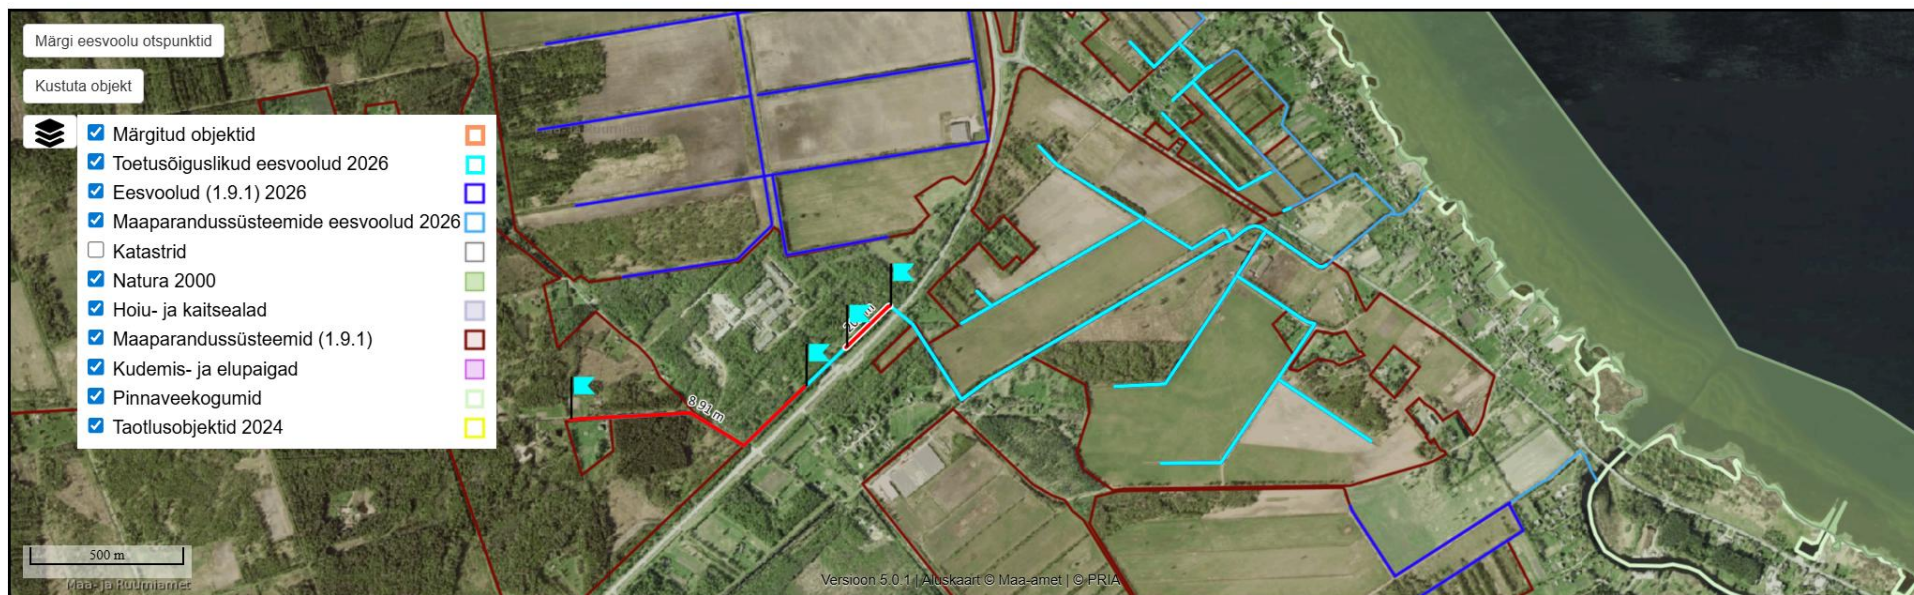 Märgi eesvoolu otspunktid
Kustuta objekt
Märgitud objektid
Toetusõiguslikud eesvoolud 2026
Eesvoolud (1.9.1) 2026
Maaparandussüsteemide eesvoolud 2026
Katastrid
Natura 2000
Hoiu- ja kaitsealad
Maaparandussüsteemid (1.9.1)
Kudemis- ja elupaigad
Pinnaveekogumid
Taotlusobjektid 2024
8 91 m
500 m
Maa- ja Ruumiamet
Versioon 5.0.1 | Aluskaart © Maa-amet | © PRIA